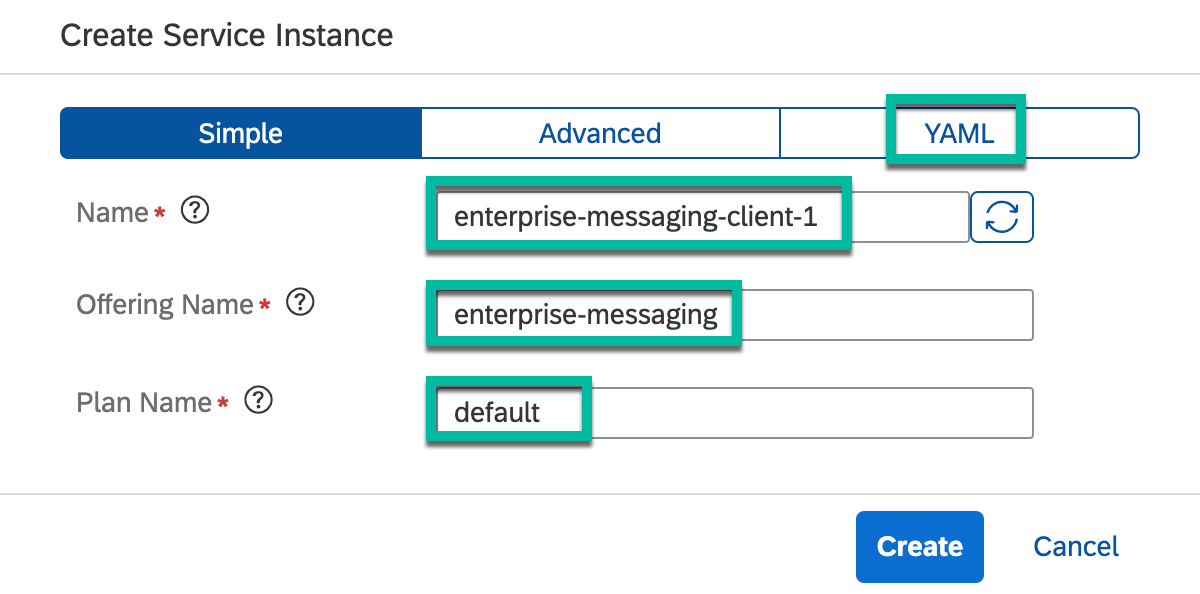 Create Service Instance
Simple Advanced YAML
Name* ? enterprise-messaging-client-1
Offering Name* ? enterprise-messaging
Plan Name* ? default
Create Cancel